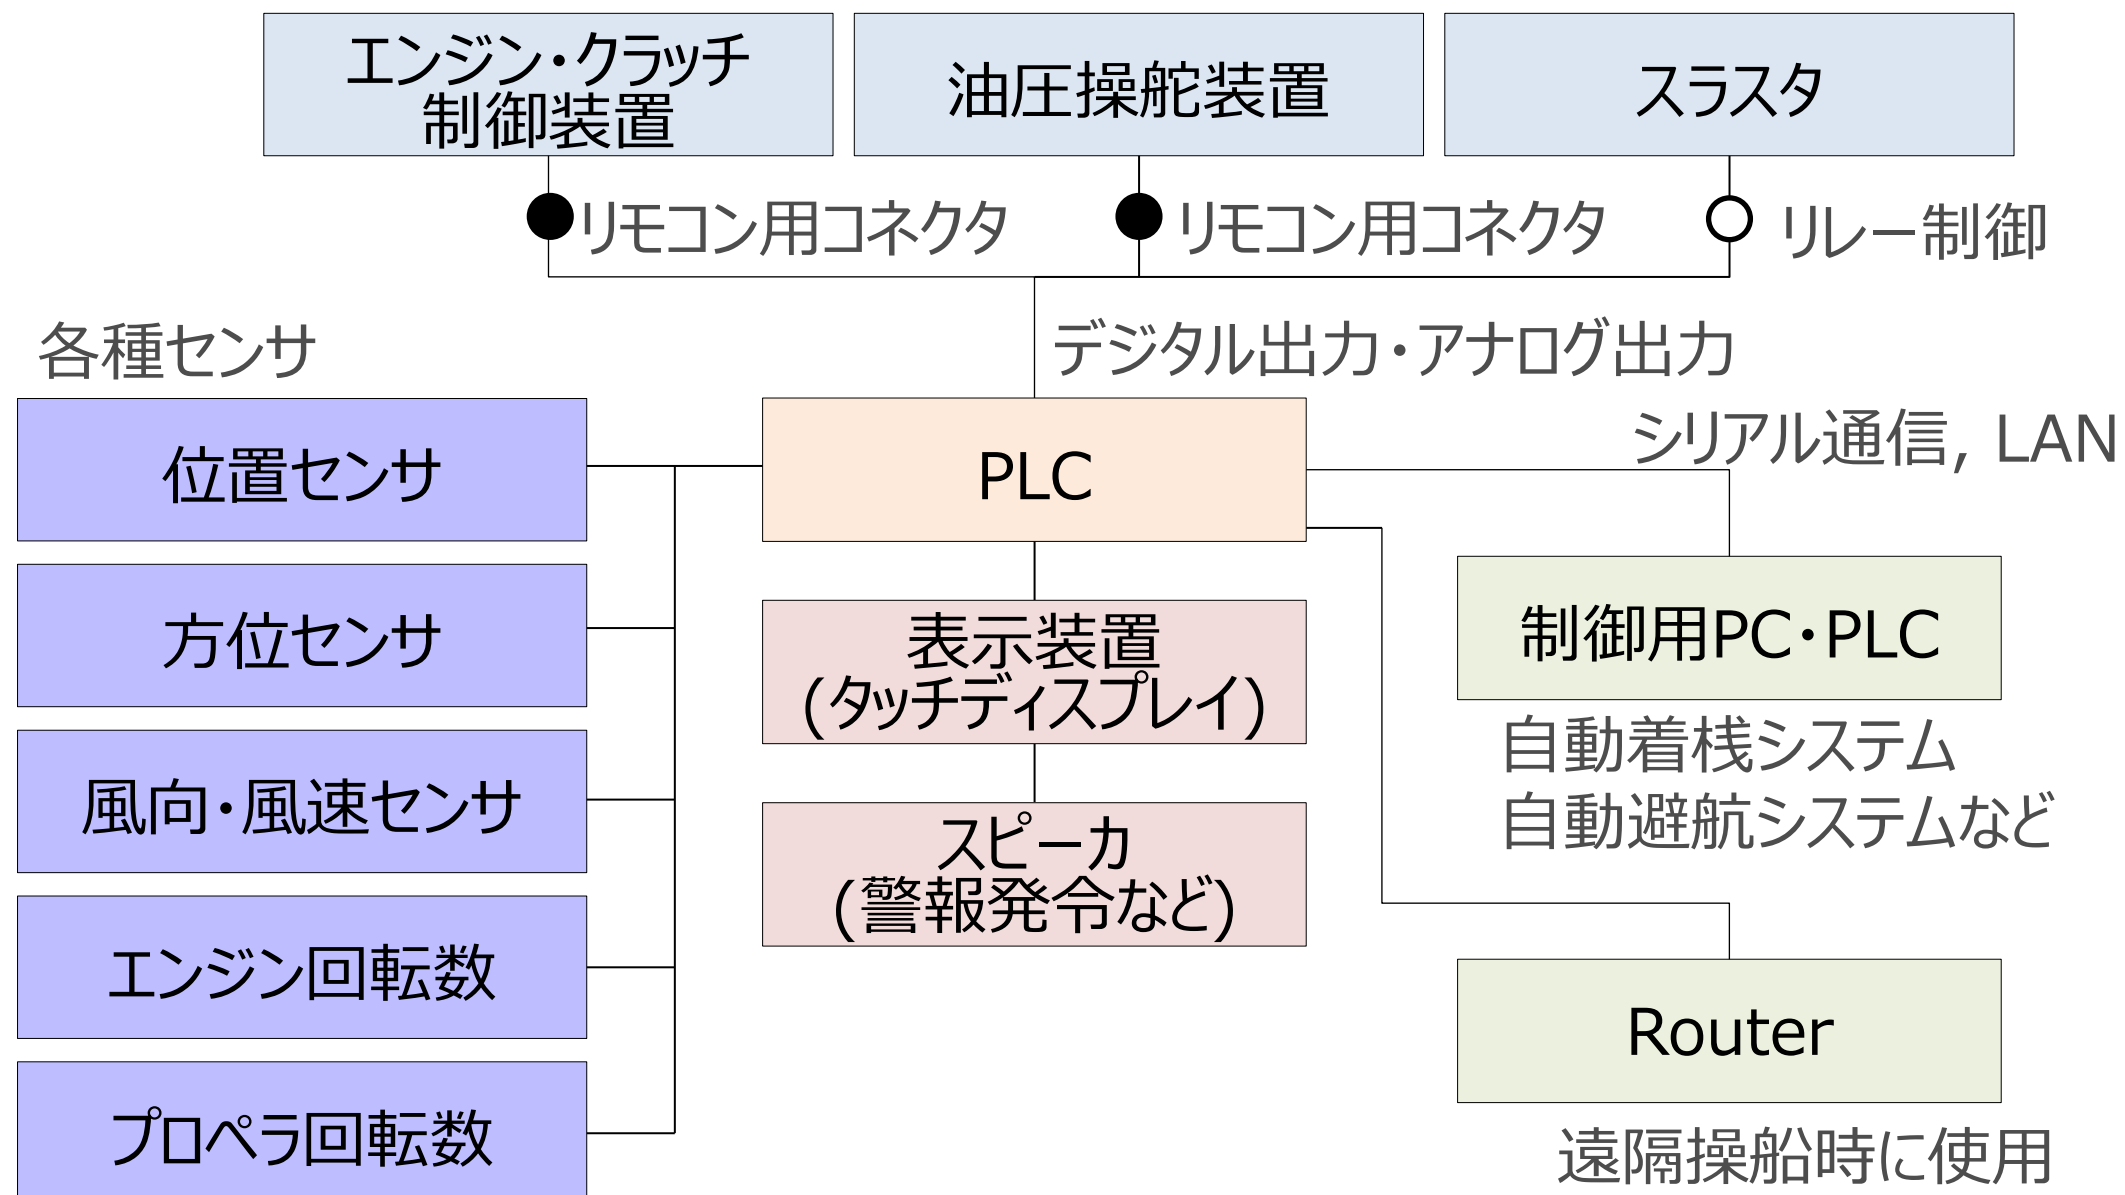 エンジン・クラッチ
制御装置
油圧操舵装置
スラスタ
リモコン用コネクタ
リモコン用コネクタ
リレー制御
各種センサ
デジタル出力・アナログ出力
シリアル通信, LAN
位置センサ
PLC
方位センサ
表示装置
(タッチディスプレイ)
制御用PC・PLC
自動着桟システム
自動避航システムなど
風向・風速センサ
スピーカ
(警報発令など)
エンジン回転数
Router
プロペラ回転数
遠隔操船時に使用